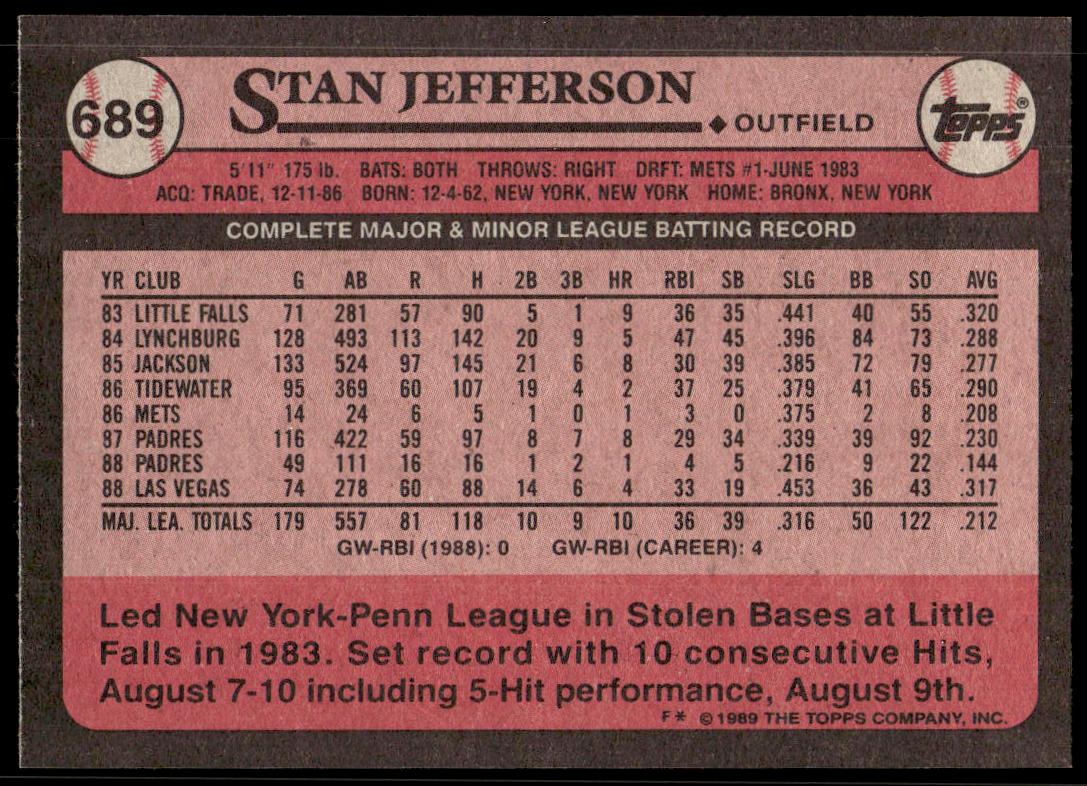 689
STAN JEFFERSON
◆ OUTFIELD
Topps®
5'11" 175 lb. BATS: BOTH THROWS: RIGHT DRFT: METS #1-JUNE 1983
ACQ: TRADE, 12-11-86 BORN: 12-4-62, NEW YORK, NEW YORK HOME: BRONX, NEW YORK
COMPLETE MAJOR & MINOR LEAGUE BATTING RECORD
YR CLUB G AB R H 2B 3B HR RBI SB SLG BB SO AVG
83 LITTLE FALLS 71 281 57 90 5 1 9 36 35 .441 40 55 .320
84 LYNCHBURG 128 493 113 142 20 9 5 47 45 .396 84 73 .288
85 JACKSON 133 524 97 145 21 6 8 30 39 .385 72 79 .277
86 TIDEWATER 95 369 60 107 19 4 2 37 25 .379 41 65 .290
86 METS 14 24 6 5 1 0 1 3 0 .375 2 8 .208
87 PADRES 116 422 59 97 8 7 8 29 34 .339 39 92 .230
88 PADRES 49 111 16 16 1 2 1 4 5 .216 9 22 .144
88 LAS VEGAS 74 278 60 88 14 6 4 33 19 .453 36 43 .317
MAJ. LEA. TOTALS 179 557 81 118 10 9 10 36 39 .316 50 122 .212
GW-RBI (1988): 0 GW-RBI (CAREER): 4
Led New York-Penn League in Stolen Bases at Little
Falls in 1983. Set record with 10 consecutive Hits,
August 7-10 including 5-Hit performance, August 9th.
F* ©1989 THE TOPPS COMPANY, INC.